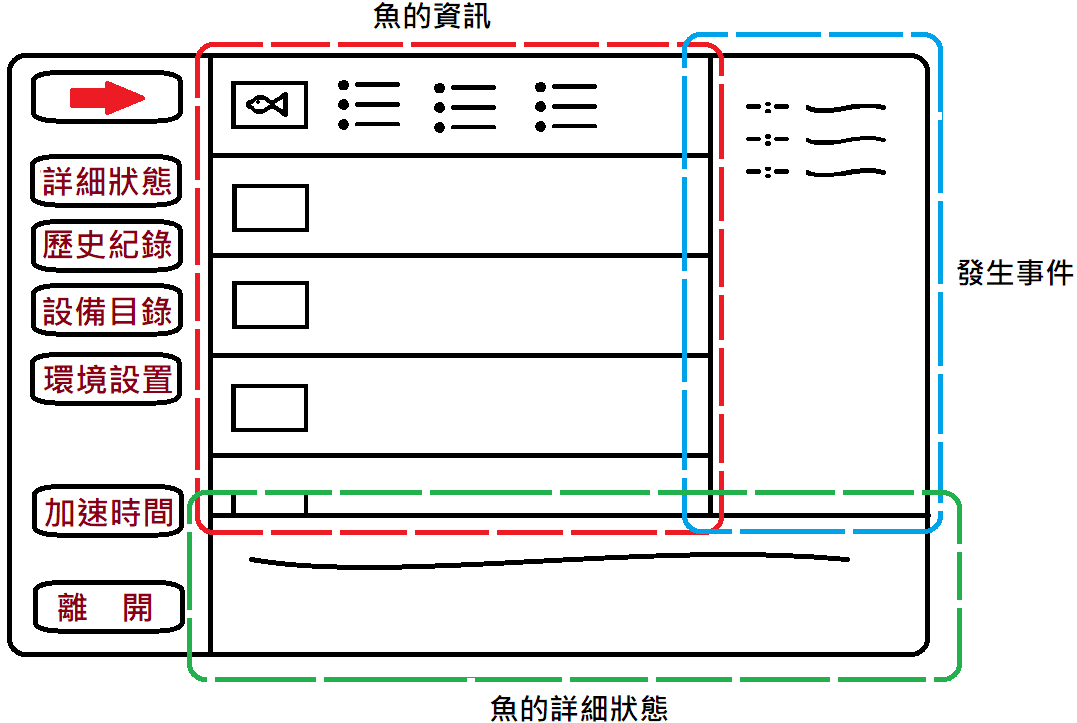 魚的資訊
詳細狀態
歷史紀錄
設備目錄
環境設置
加速時間
離 開
發生事件
魚的詳細狀態